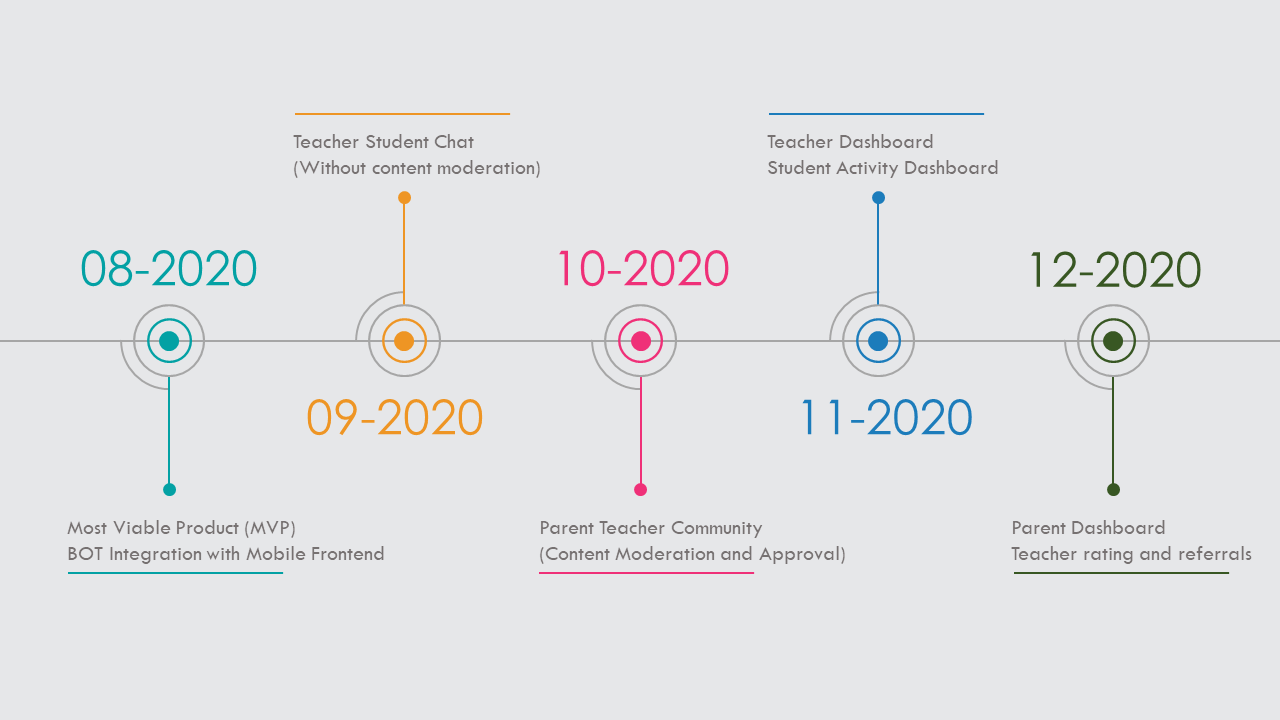 08-2020
Most Viable Product (MVP)
BOT Integration with Mobile Frontend
Teacher Student Chat
(Without content moderation)
09-2020
10-2020
Parent Teacher Community
(Content Moderation and Approval)
Teacher Dashboard
Student Activity Dashboard
11-2020
12-2020
Parent Dashboard
Teacher rating and referrals